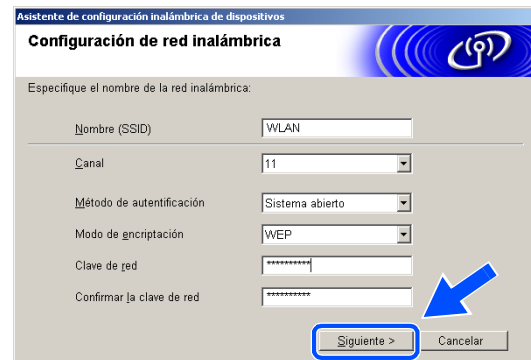 Asistente de configuración inalámbrica de dispositivos
Configuración de red inalámbrica
Especifique el nombre de la red inalámbrica:
Nombre (SSID) WLAN
Canal 11
Método de autentificación Sistema abierto
Modo de encriptación WEP
Clave de red **********
Confirmar la clave de red **********
Siguiente > Cancelar